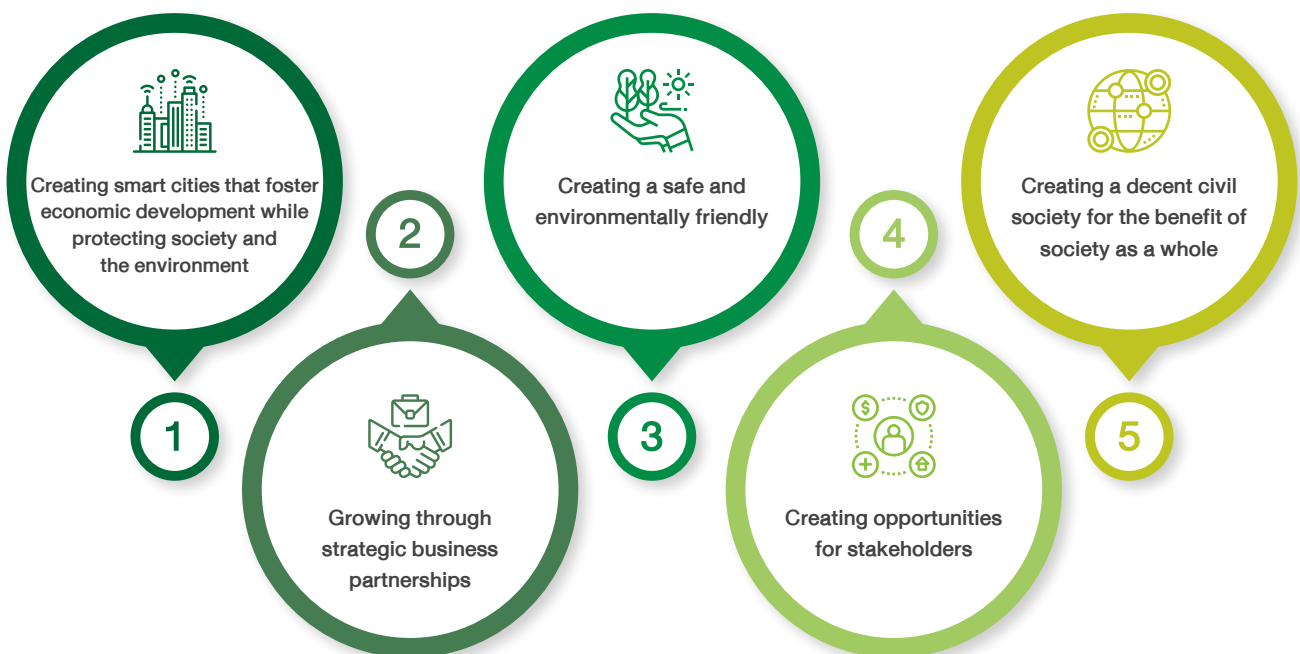 Creating smart cities that foster
economic development while
protecting society and
the environment
1
2
Growing through
strategic business
partnerships
Creating a safe and
environmentally friendly
3
4
Creating opportunities
for stakeholders
Creating a decent civil
society for the benefit of
society as a whole
5
$